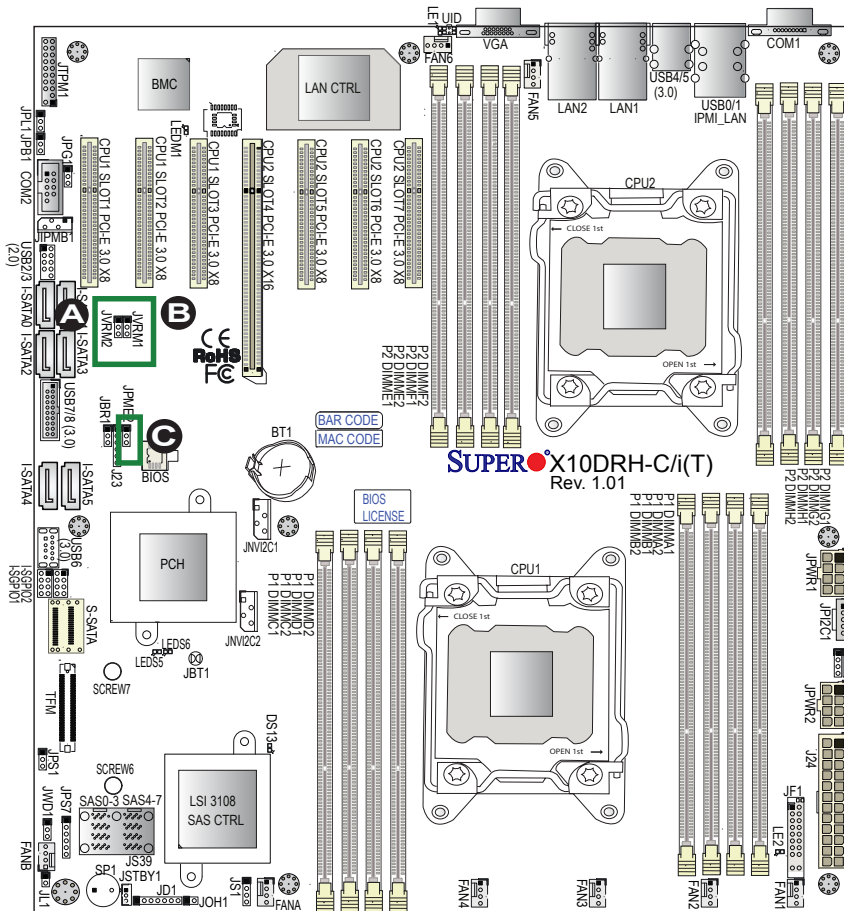 LE1
UID
FAN6
VGA
COM1
JTPM1
BMC
LAN CTRL
FAN5
LAN2
LAN1
USB4/5
(3.0)
USB0/1
IPMI_LAN
JPL1
JPB1
LEDM1
JPG1
COM2
CPU1 SLOT1 PCI-E 3.0 X8
CPU1 SLOT2 PCI-E 3.0 X8
CPU1 SLOT3 PCI-E 3.0 X8
CPU2 SLOT4 PCI-E 3.0 X16
CPU2 SLOT5 PCI-E 3.0 X8
CPU2 SLOT6 PCI-E 3.0 X8
CPU2 SLOT7 PCI-E 3.0 X8
CPU2
CLOSE 1st
OPEN 1st
JIPMB1
USB2/3
(2.0)
I-SATA0
A
JVRM2
JVRM1
B
I-SATA2
I-SATA3
CE
RoHS
FC
P2 DIMME1
P2 DIMME2
P2 DIMMF1
P2 DIMMF2
USB7/8 (3.0)
JBR1
JPME2
C
J23
BIOS
BAR CODE
MAC CODE
BT1
SUPER X10DRH-C/i(T)
Rev. 1.01
I-SATA4
I-SATA5
BIOS
LICENSE
JNVI2C1
P2 DIMMH2
P2 DIMMH1
P2 DIMMG2
P2 DIMMG1
P1 DIMMB2
P1 DIMMB1
P1 DIMMA2
P1 DIMMA1
USB6
(3.0)
PCH
CPU1
CLOSE 1st
OPEN 1st
JPWR1
JPI2C1
I-SGPIO1
I-SGPIO2
S-SATA
JNVI2C2
P1 DIMMC1
P1 DIMMC2
P1 DIMMD1
P1 DIMMD2
LEDS6
LEDS5
JBT1
SCREW7
TFM
JPWR2
DS13
JPS1
SCREW6
J24
SAS0-3
SAS4-7
LSI 3108
SAS CTRL
JF1
JWD1
JPS7
JS39
LE2
FANB
SP1
JSTBY1
JD1
JOH1
JS1
FANA
JL1
FAN4
FAN3
FAN2
FAN1